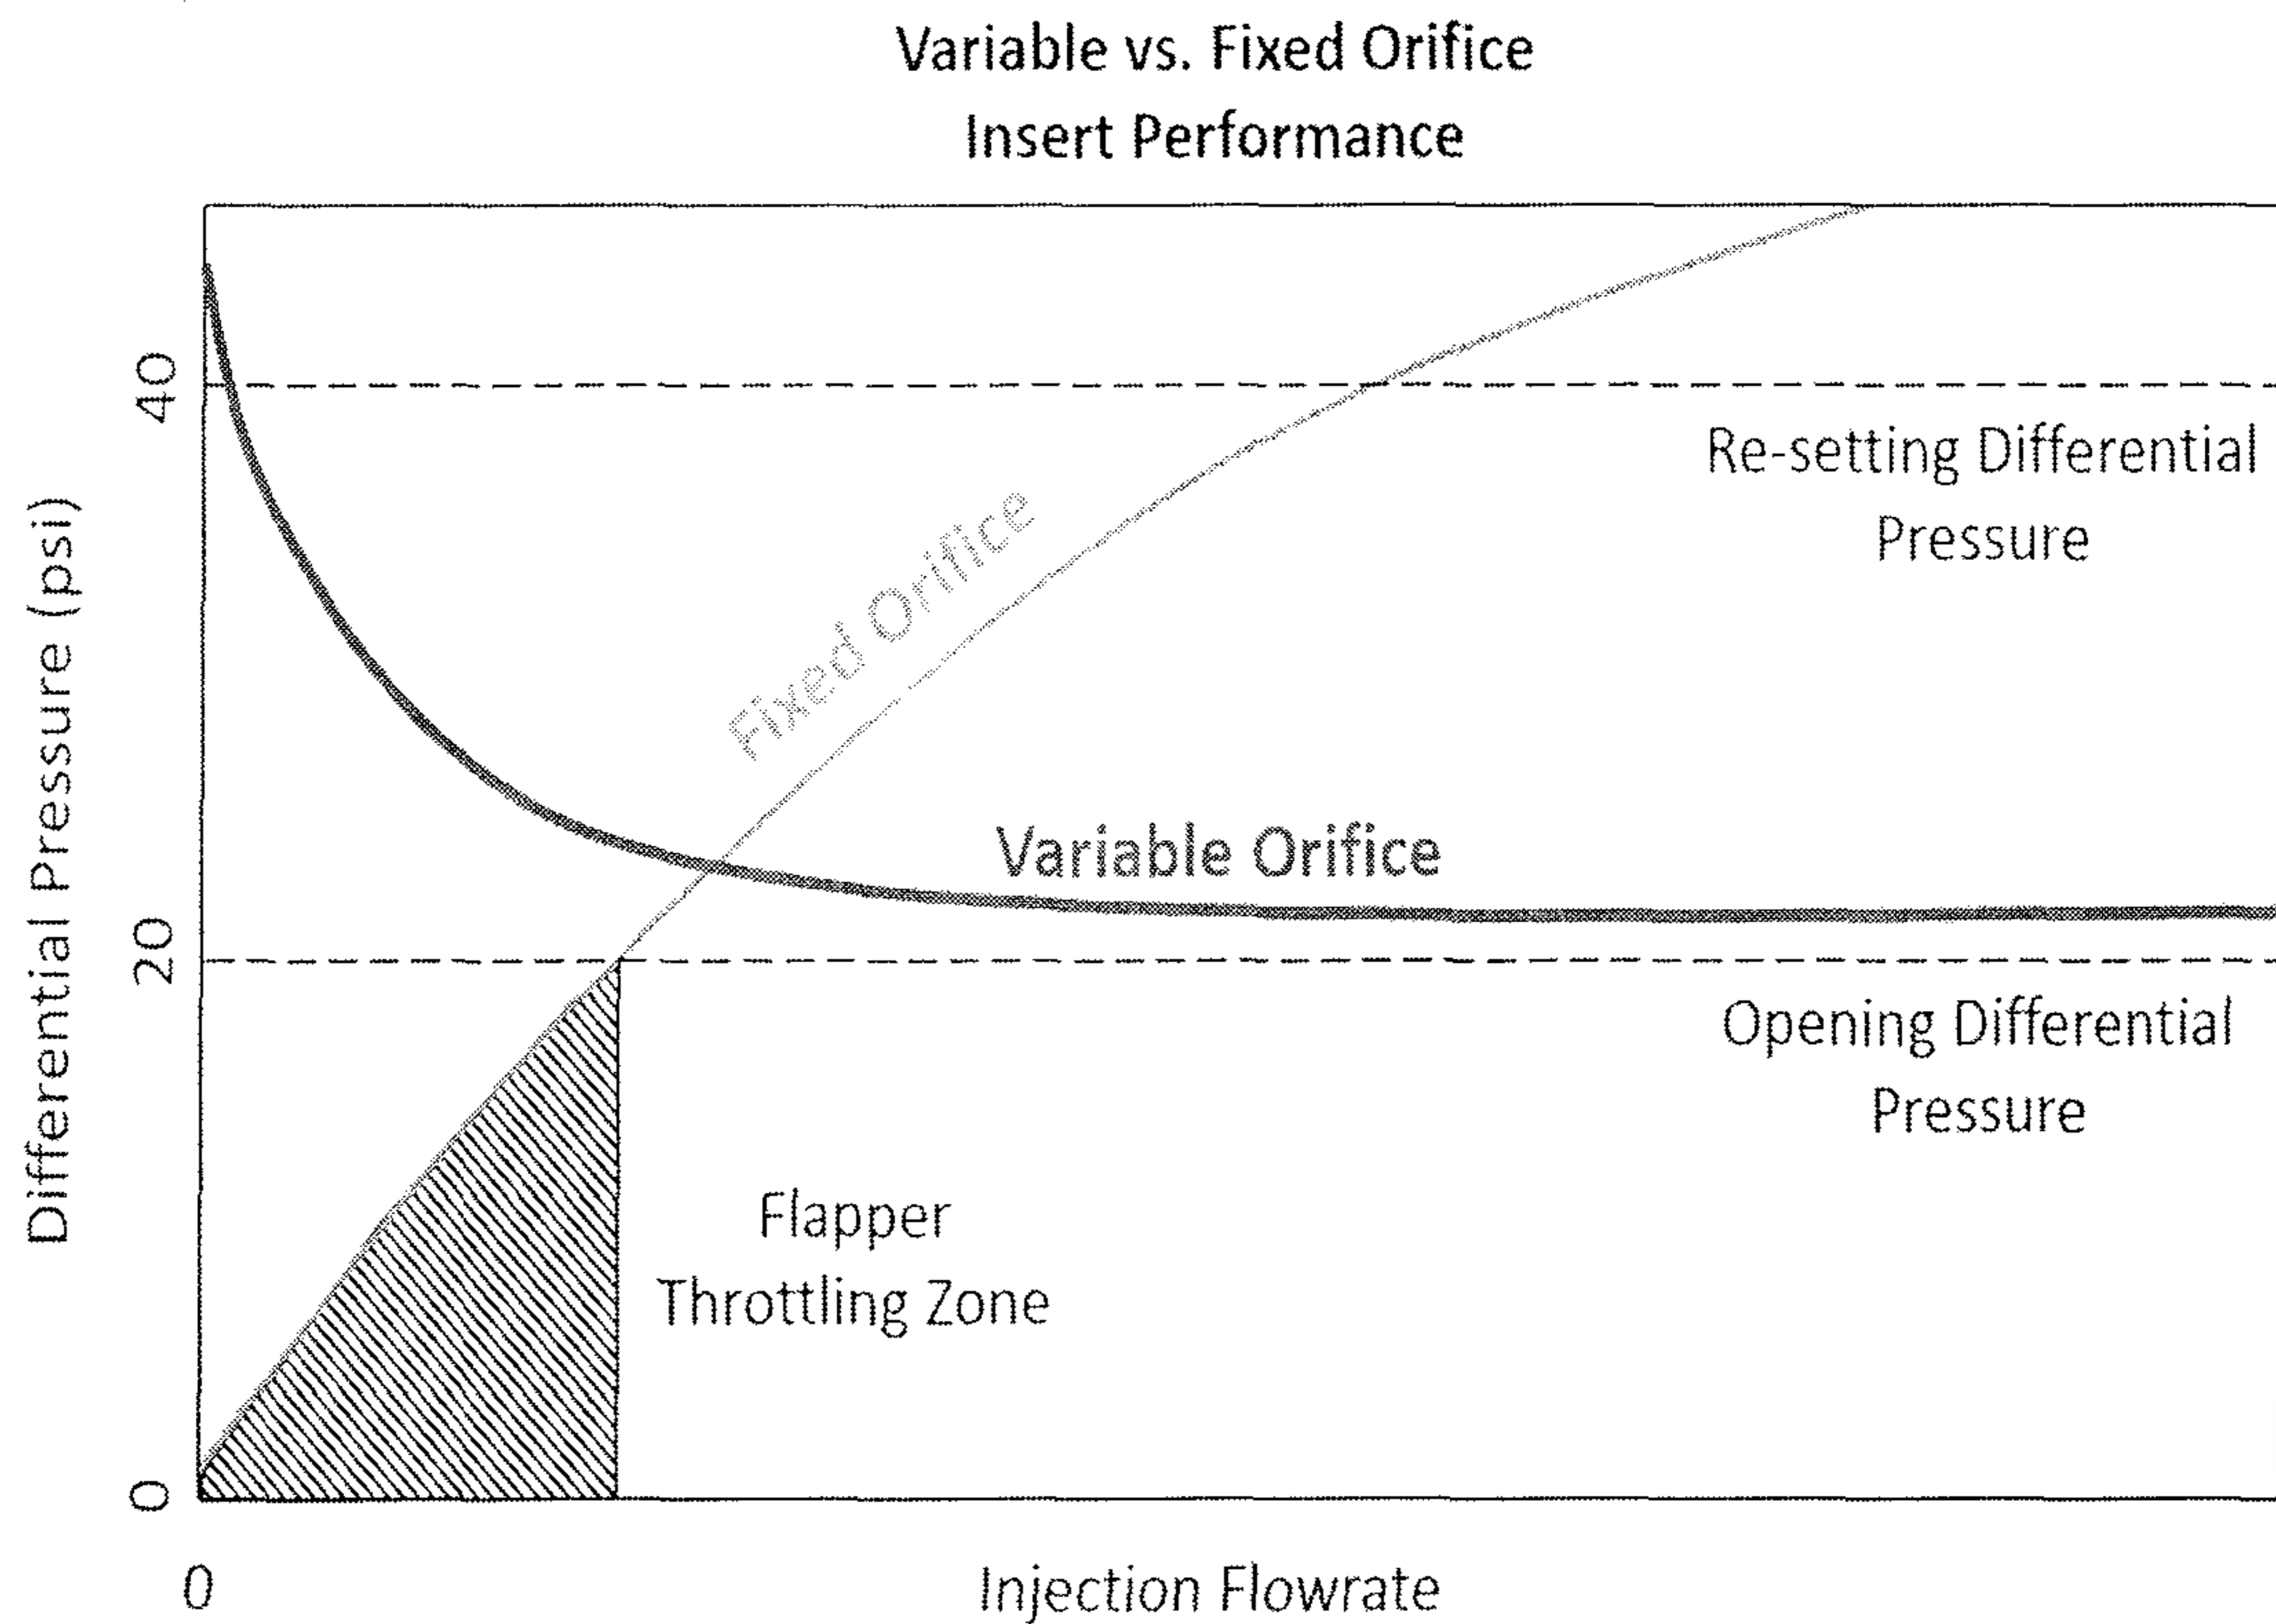 Variable vs. Fixed Orifice
Insert Performance
Differential Pressure (psi)
40
20
0
Re-setting Differential
Pressure
Fixed Orifice
Variable Orifice
Opening Differential
Pressure
Flapper
Throttling Zone
0
Injection Flowrate